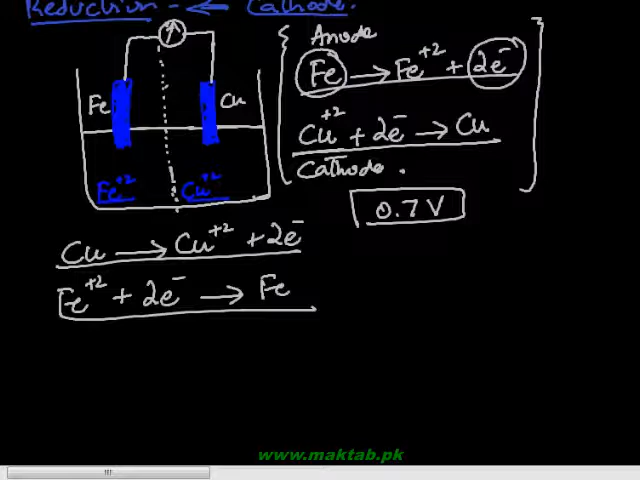 Reduction ← Cathode.
Anode
Fe → Fe+2 + 2e-
Cu+2 + 2e- → Cu
Cathode.
0.7 V
Fe
Cu
Fe+2
Cu+2
Cu → Cu+2 + 2e-
Fe+2 + 2e- → Fe
www.maktab.pk